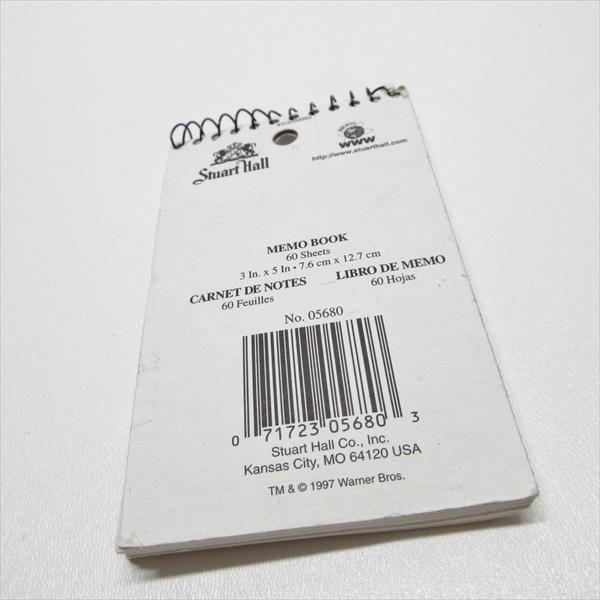 Stuart Hall
WWW
http://www.stuarthall.com
MEMO BOOK
60 Sheets
3 In. x 5 In • 7.6 cm x 12.7 cm
CARNET DE NOTES
60 Feuilles
LIBRO DE MEMO
60 Hojas
No. 05680
0 71723 05680 3
Stuart Hall Co., Inc.
Kansas City, MO 64120 USA
TM & © 1997 Warner Bros.